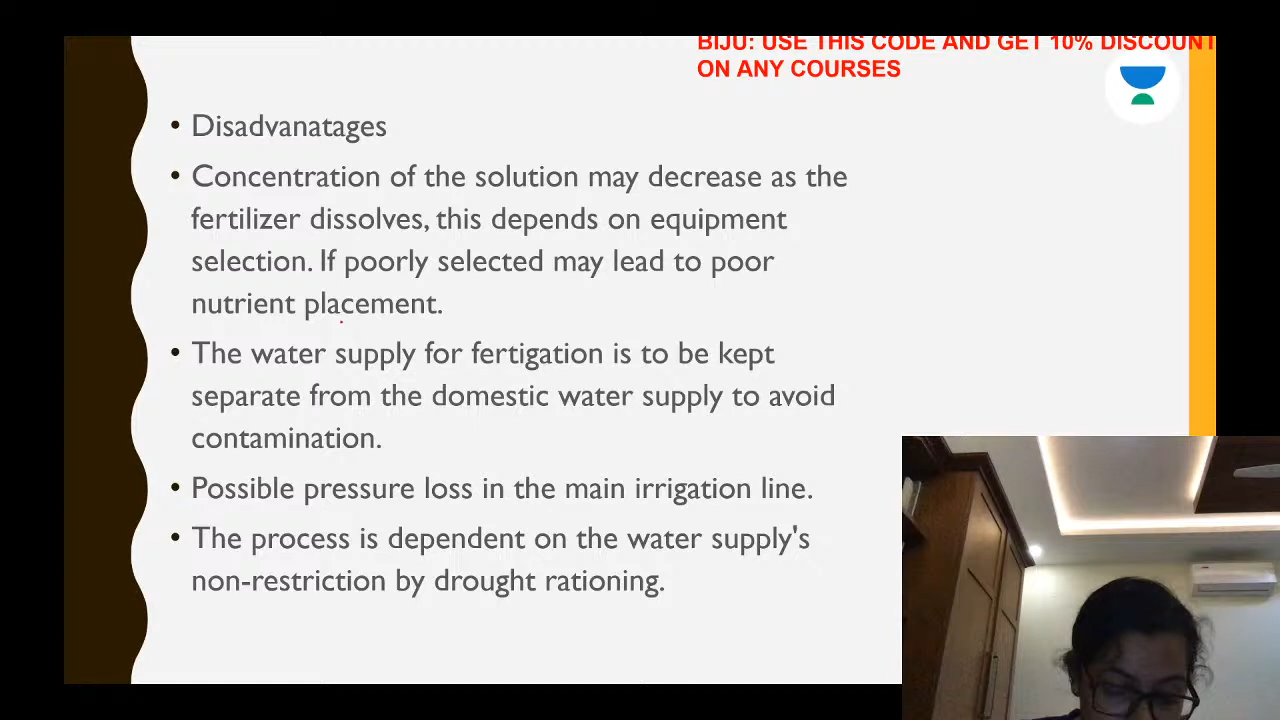 BIJU: USE THIS CODE AND GET 10% DISCOUNT
ON ANY COURSES
• Disadvanatages
• Concentration of the solution may decrease as the
fertilizer dissolves, this depends on equipment
selection. If poorly selected may lead to poor
nutrient placement.
• The water supply for fertigation is to be kept
separate from the domestic water supply to avoid
contamination.
• Possible pressure loss in the main irrigation line.
• The process is dependent on the water supply's
non-restriction by drought rationing.